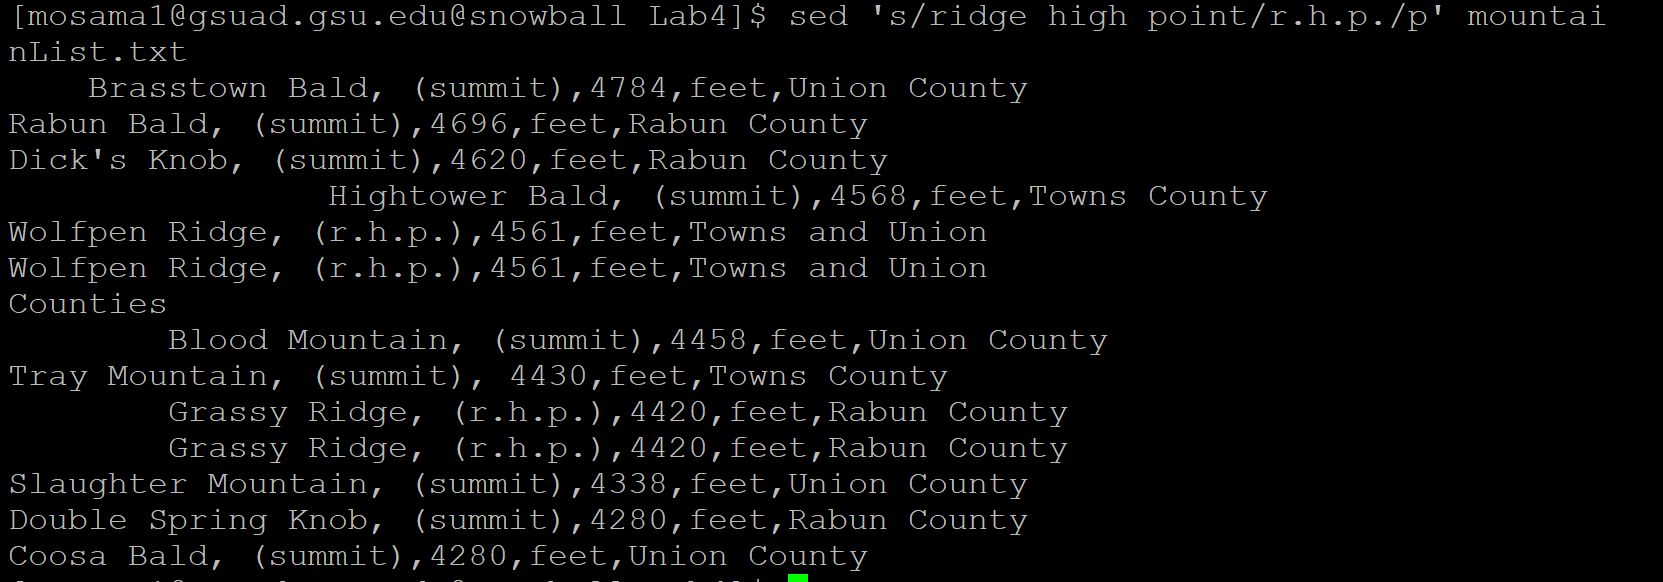 [mosama1@gsuad.gsu.edu@snowball Lab4]$ sed 's/ridge high point/r.h.p./p' mountai
nList.txt
    Brasstown Bald, (summit),4784,feet,Union County
Rabun Bald, (summit),4696,feet,Rabun County
Dick's Knob, (summit),4620,feet,Rabun County
                Hightower Bald, (summit),4568,feet,Towns County
Wolfpen Ridge, (r.h.p.),4561,feet,Towns and Union
Wolfpen Ridge, (r.h.p.),4561,feet,Towns and Union
Counties
        Blood Mountain, (summit),4458,feet,Union County
Tray Mountain, (summit), 4430,feet,Towns County
        Grassy Ridge, (r.h.p.),4420,feet,Rabun County
        Grassy Ridge, (r.h.p.),4420,feet,Rabun County
Slaughter Mountain, (summit),4338,feet,Union County
Double Spring Knob, (summit),4280,feet,Rabun County
Coosa Bald, (summit),4280,feet,Union County